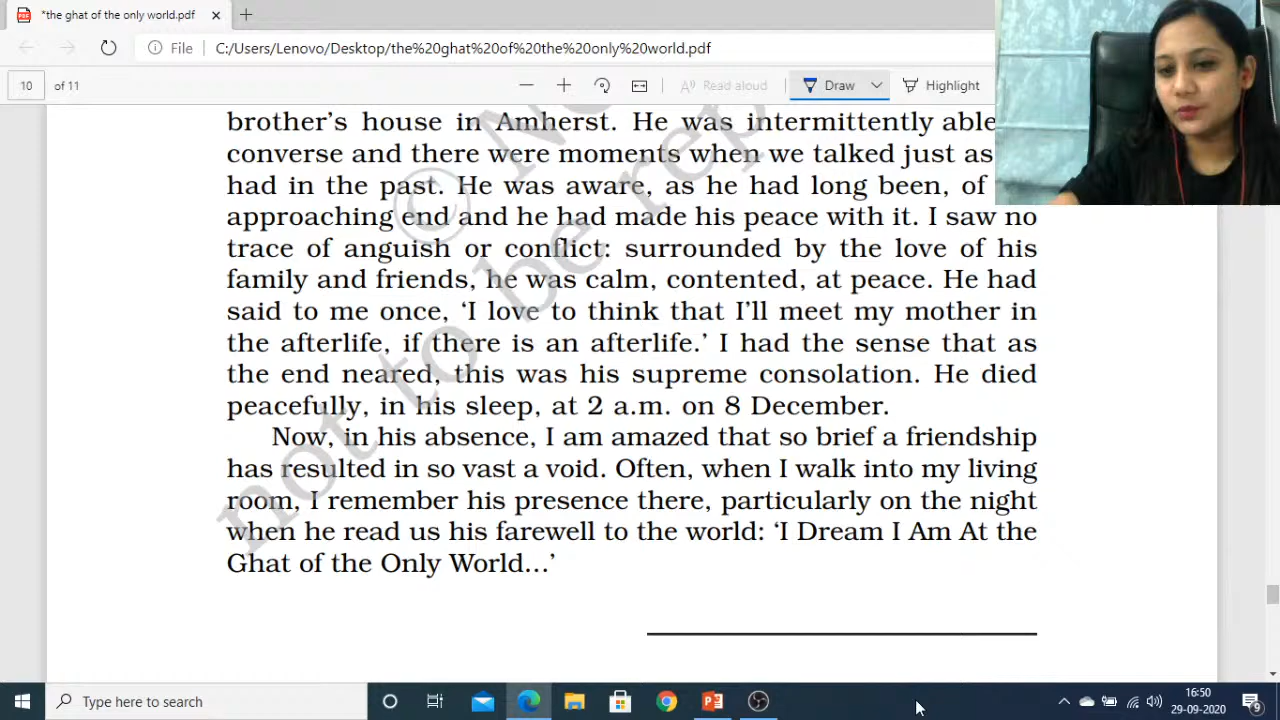 *the ghat of the only world.pdf
File C:/Users/Lenovo/Desktop/the%20ghat%20of%20the%20only%20world.pdf
10 of 11 Read aloud Draw Highlight
brother's house in Amherst. He was intermittently able
converse and there were moments when we talked just as
had in the past. He was aware, as he had long been, of
approaching end and he had made his peace with it. I saw no
trace of anguish or conflict: surrounded by the love of his
family and friends, he was calm, contented, at peace. He had
said to me once, ‘I love to think that I’ll meet my mother in
the afterlife, if there is an afterlife.’ I had the sense that as
the end neared, this was his supreme consolation. He died
peacefully, in his sleep, at 2 a.m. on 8 December.
Now, in his absence, I am amazed that so brief a friendship
has resulted in so vast a void. Often, when I walk into my living
room, I remember his presence there, particularly on the night
when he read us his farewell to the world: ‘I Dream I Am At the
Ghat of the Only World…’
© N
not to be rep
Type here to search
16:50
29-09-2020
9